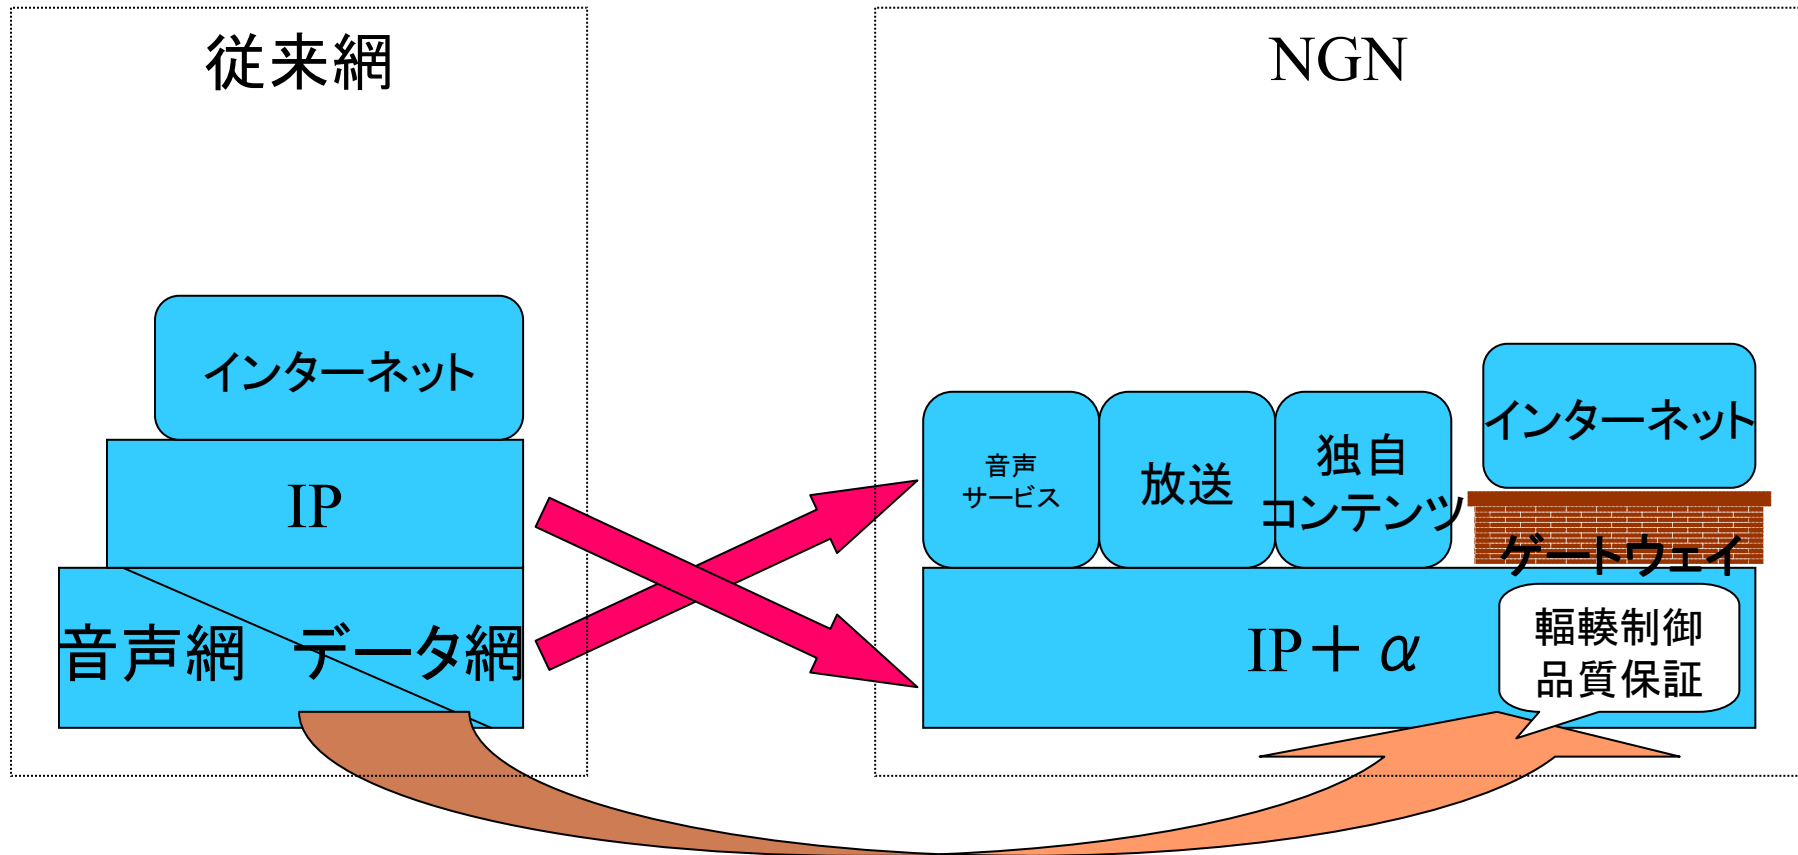 従来網
インターネット
IP
音声網 データ網
NGN
音声
サービス
放送
独自
コンテンツ
インターネット
ゲートウェイ
IP＋α
輻輳制御
品質保証